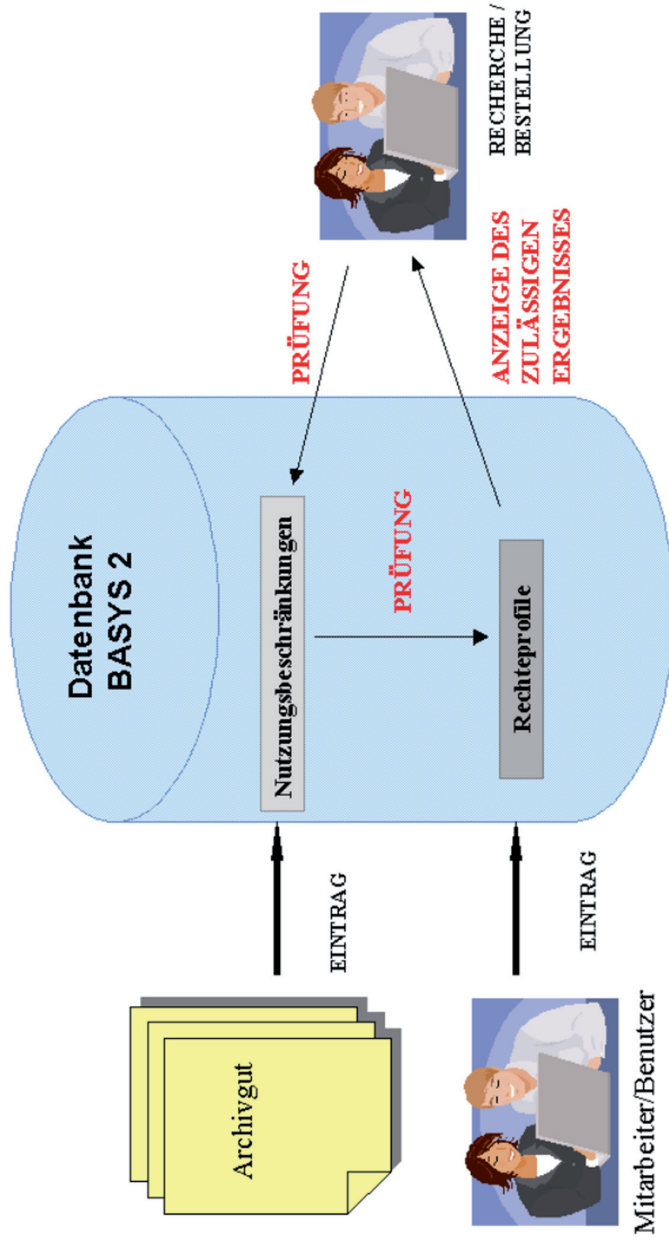 Datenbank
BASYS 2
Archivgut
EINTRAG
Nutzungsbeschränkungen
PRÜFUNG
PRÜFUNG
Mitarbeiter/Benutzer
EINTRAG
Rechteprofile
ANZEIGE DES
ZULÄSSIGEN
ERGEBNISSES
RECHERCHE /
BESTELLUNG